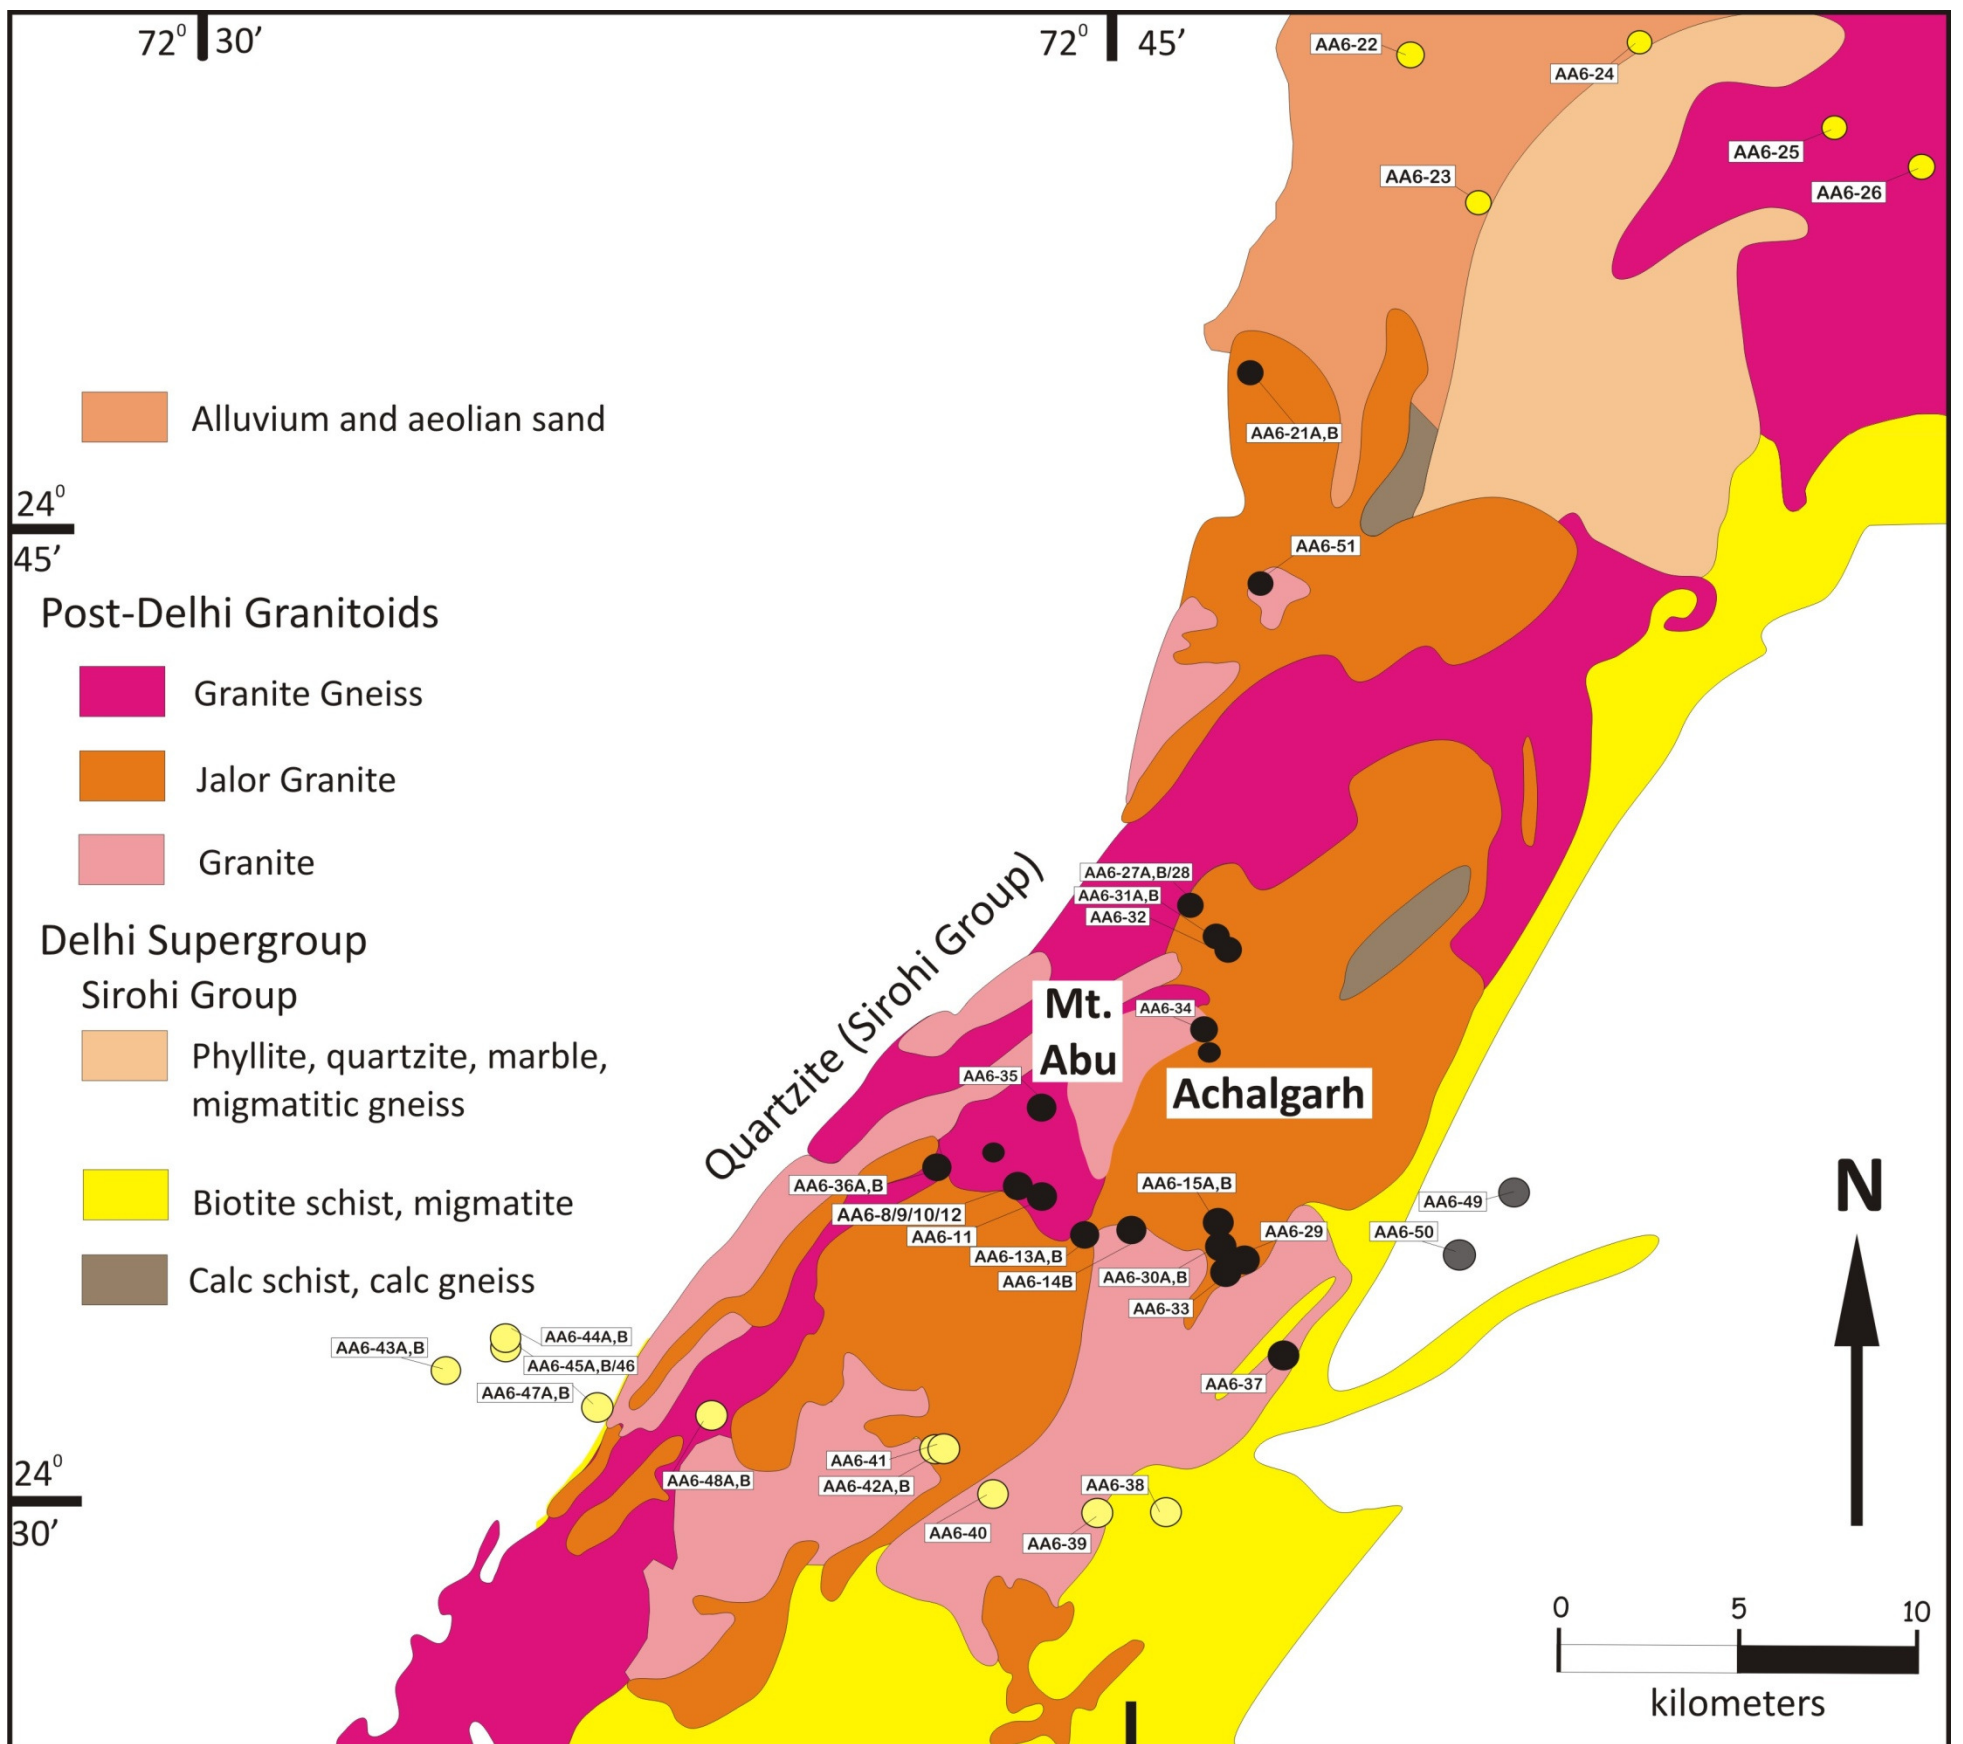 72⁰ 30’
72⁰ 45’
AA6-22
AA6-24
AA6-25
AA6-26
AA6-23
AA6-21A,B
Alluvium and aeolian sand
24⁰
45’
AA6-51
Post-Delhi Granitoids
Granite Gneiss
Jalor Granite
Granite
Delhi Supergroup
Sirohi Group
Phyllite, quartzite, marble,
migmatitic gneiss
Biotite schist, migmatite
Calc schist, calc gneiss
Quartzite (Sirohi Group)
AA6-27A,B/28
AA6-31A,B
AA6-32
Mt.
Abu
AA6-34
AA6-35
Achalgarh
AA6-36A,B
AA6-8/9/10/12
AA6-11
AA6-13A,B
AA6-14B
AA6-15A,B
AA6-29
AA6-30A,B
AA6-33
AA6-49
AA6-50
N
AA6-37
AA6-44A,B
AA6-43A,B
AA6-45A,B/46
AA6-47A,B
AA6-48A,B
AA6-41
AA6-42A,B
AA6-40
AA6-38
AA6-39
24⁰
30’
0 5 10
kilometers